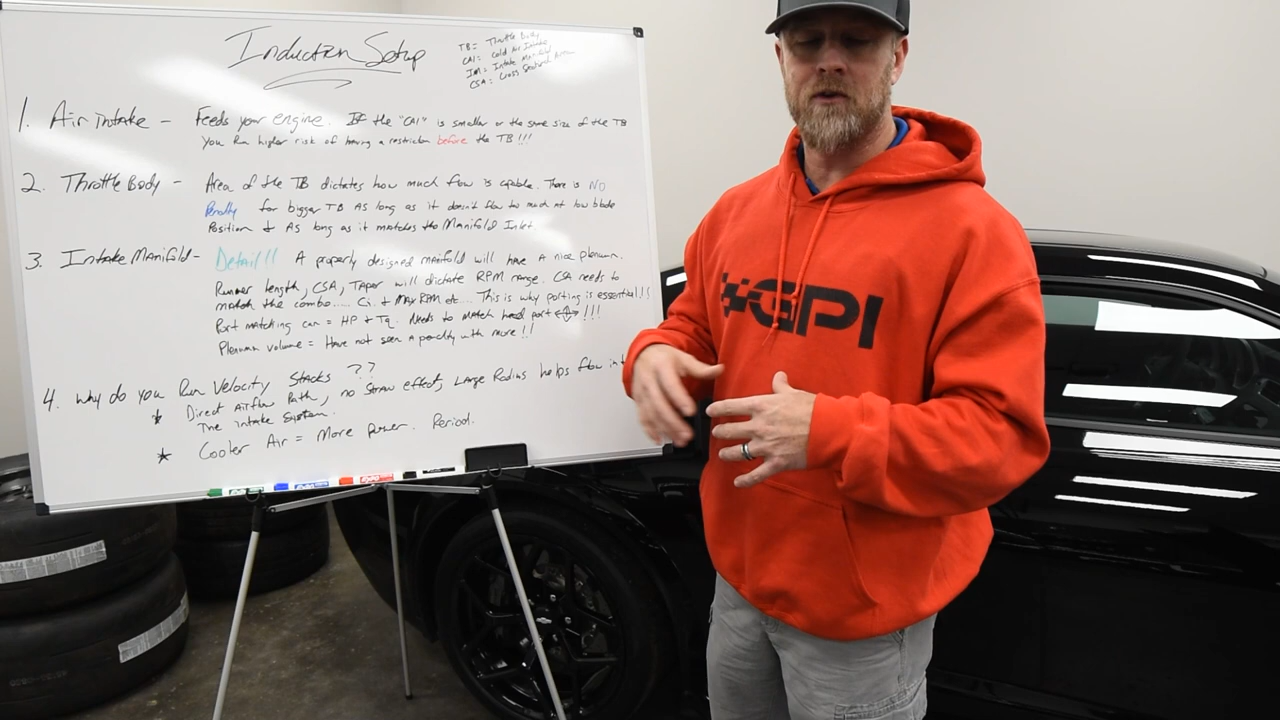 Induction Setup
TB = Throttle Body
CAI = Cold Air Intake
IM = Intake Manifold
CSA = Cross Sectional Area
1. Air intake - Feeds your engine. If the "CAI" is smaller or the same size of the TB
You Run higher risk of having a restriction before the TB!!!
2. Throttle Body - Area of the TB dictates how much flow is capable. There is NO
Penalty for bigger TB As long as it doesn't flow to much at low blade
Position & As long as it matches the Manifold Inlet
3. Intake Manifold - Detail!! A properly designed manifold will have a nice plenum.
Runner length, CSA, Taper will dictate RPM range. CSA needs to
match the combo.... Ci. & MAX RPM etc... This is why porting is essential!!
Port matching can = HP & Tq. Needs to match head port !!!
Plenum volume = Have not seen a penalty with more!!
4. Why do you Run Velocity Stacks ??
* Direct Airflow Path, no Straw effect, Large Radius helps flow in
The intake System.
* Cooler Air = More Power. Period.
GPI